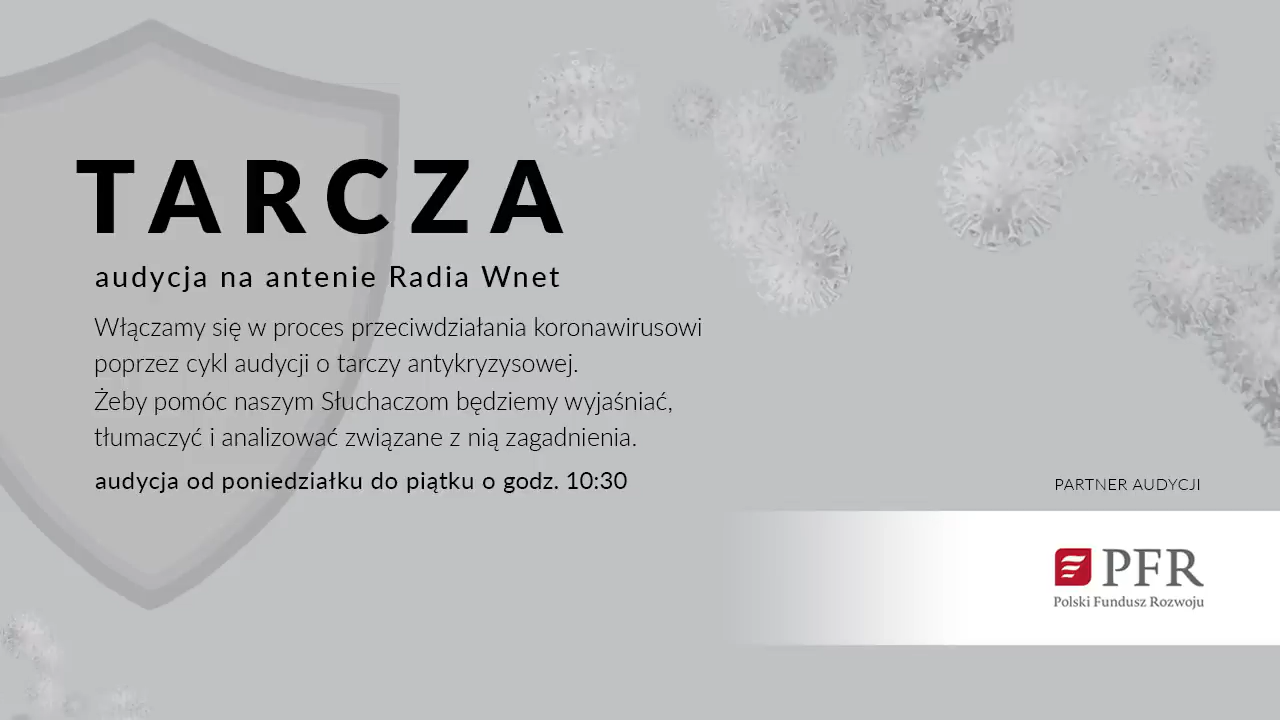 TARCZA
audycja na antenie Radia Wnet
Włączamy się w proces przeciwdziałania koronawirusowi
poprzez cykl audycji o tarczy antykryzysowej.
Żeby pomóc naszym Słuchaczom będziemy wyjaśniać,
tłumaczyć i analizować związane z nią zagadnienia.
audycja od poniedziałku do piątku o godz. 10:30
PARTNER AUDYCJI
PFR
Polski Fundusz Rozwoju